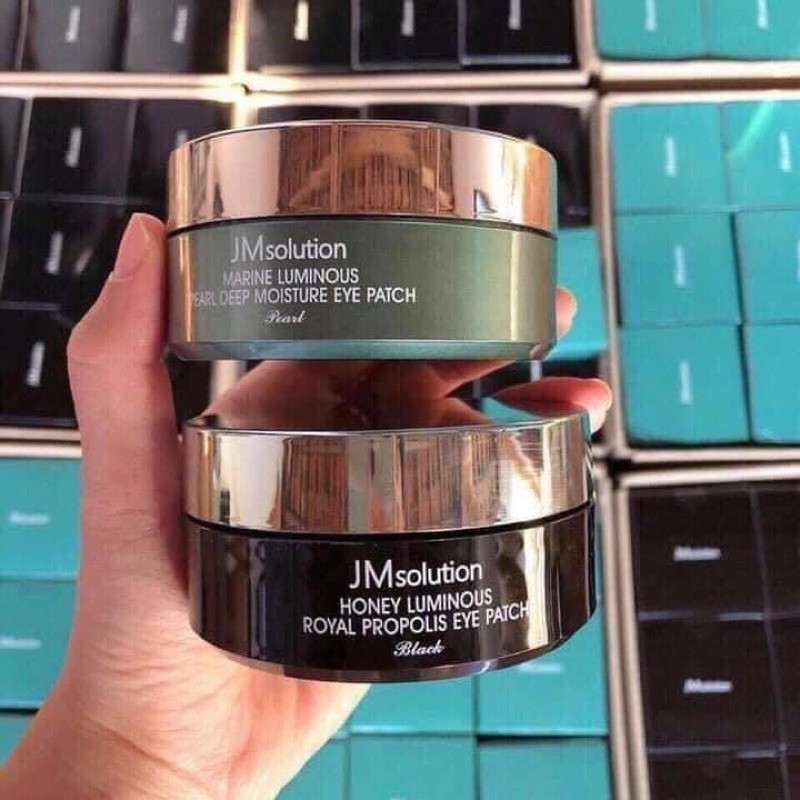 JMsolution
MARINE LUMINOUS
PEARL DEEP MOISTURE EYE PATCH
Pearl
JMsolution
HONEY LUMINOUS
ROYAL PROPOLIS EYE PATCH
Black